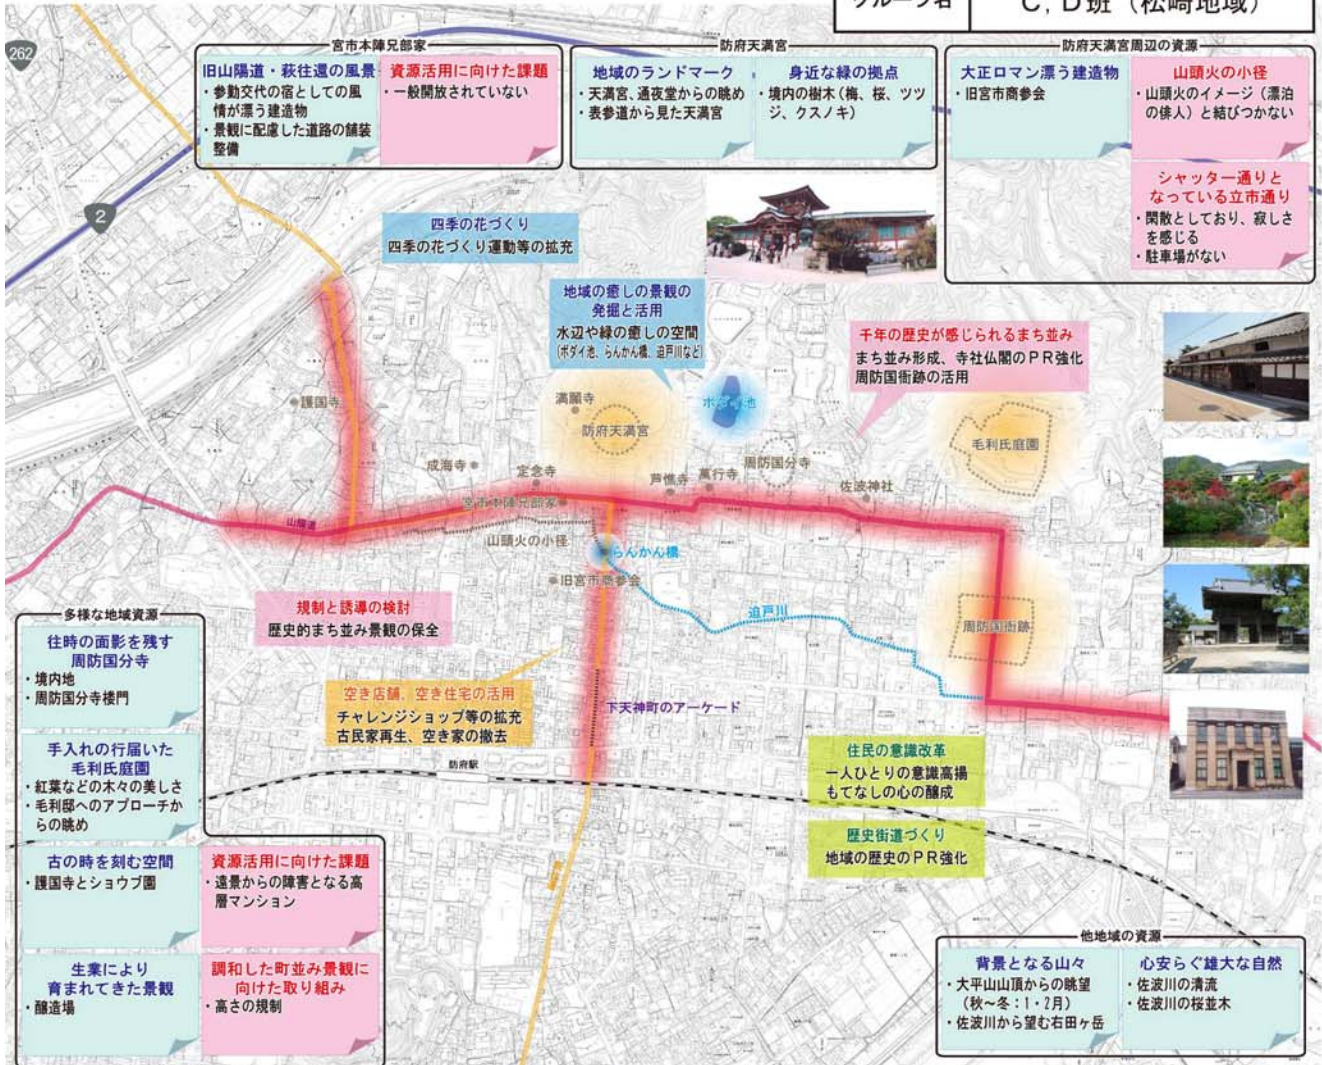 グループ名
C, D班（松崎地域）
262
2
宮市本陣兄部家
旧山陽道・萩往還の風景
・参勤交代の宿としての風
情が漂う建造物
・景観に配慮した道路の舗装
整備
資源活用に向けた課題
・一般開放されていない
防府天満宮
地域のランドマーク
・天満宮、通夜堂からの眺め
・表参道から見た天満宮
身近な緑の拠点
・境内の樹木（梅、桜、ツツ
ジ、クスノキ）
防府天満宮周辺の資源
大正ロマン漂う建造物
・旧宮市商参会
山頭火の小径
・山頭火のイメージ（漂泊
の俳人）と結びつかない
シャッター通りと
なっている立市通り
・閑散としており、寂しさ
を感じる
・駐車場がない
四季の花づくり
四季の花づくり運動等の拡充
地域の癒しの景観の
発掘と活用
水辺や緑の癒しの空間
（ボダイ池、らんかん橋、迫戸川など）
千年の歴史が感じられるまち並み
まち並み形成、寺社仏閣のＰＲ強化
周防国衙跡の活用
護国寺
満願寺
防府天満宮
ボダイ池
毛利氏庭園
成海寺
定念寺
芦樵寺
萬行寺
周防国分寺
佐波神社
宮市本陣兄部家
山陽道
山頭火の小径
らんかん橋
旧宮市商参会
迫戸川
周防国衙跡
規制と誘導の検討
歴史的まち並み景観の保全
空き店舗、空き住宅の活用
チャレンジショップ等の拡充
古民家再生、空き家の撤去
下天神町のアーケード
防府駅
住民の意識改革
一人ひとりの意識高揚
もてなしの心の醸成
歴史街道づくり
地域の歴史のＰＲ強化
多様な地域資源
往時の面影を残す
周防国分寺
・境内地
・周防国分寺楼門
手入れの行届いた
毛利氏庭園
・紅葉などの木々の美しさ
・毛利邸へのアプローチか
らの眺め
古の時を刻む空間
・護国寺とショウブ園
資源活用に向けた課題
・遠景からの障害となる高
層マンション
生業により
育まれてきた景観
・醸造場
調和した町並み景観に
向けた取り組み
・高さの規制
他地域の資源
背景となる山々
・大平山山頂からの眺望
（秋～冬：1・2月）
・佐波川から望む右田ヶ岳
心安らぐ雄大な自然
・佐波川の清流
・佐波川の桜並木